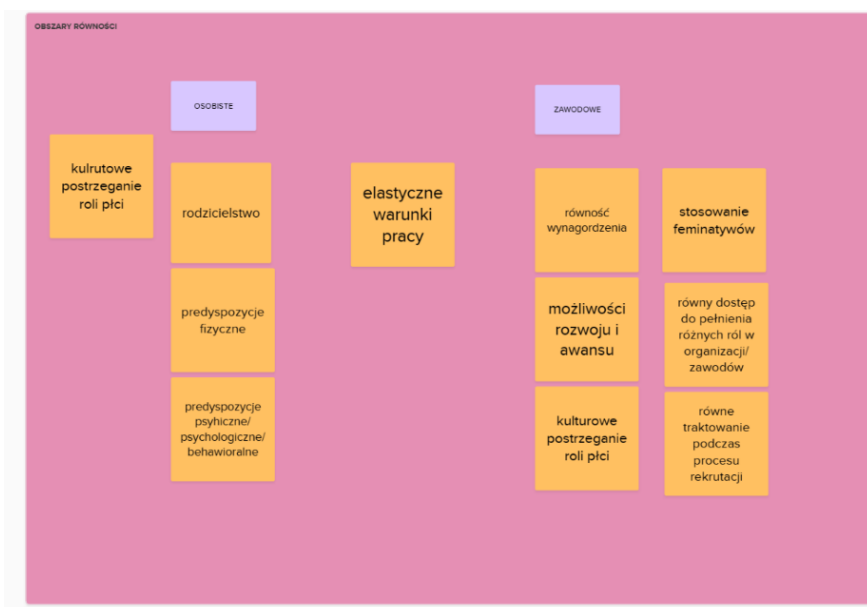 OBSZARY RÓWNOŚCI
OSOBISTE
kulrutowe
postrzeganie
roli płci
rodzicielstwo
predyspozycje
fizyczne
predyspozycje
psyhiczne/
psychologiczne/
behawioralne
elastyczne
warunki
pracy
ZAWODOWE
równość
wynagordzenia
stosowanie
feminatywów
możliwości
rozwoju i
awansu
równy dostęp
do pełnienia
różnych ról w
organizacji/
zawodów
kulturowe
postrzeganie
roli płci
równe
traktowanie
podczas
procesu
rekrutacji